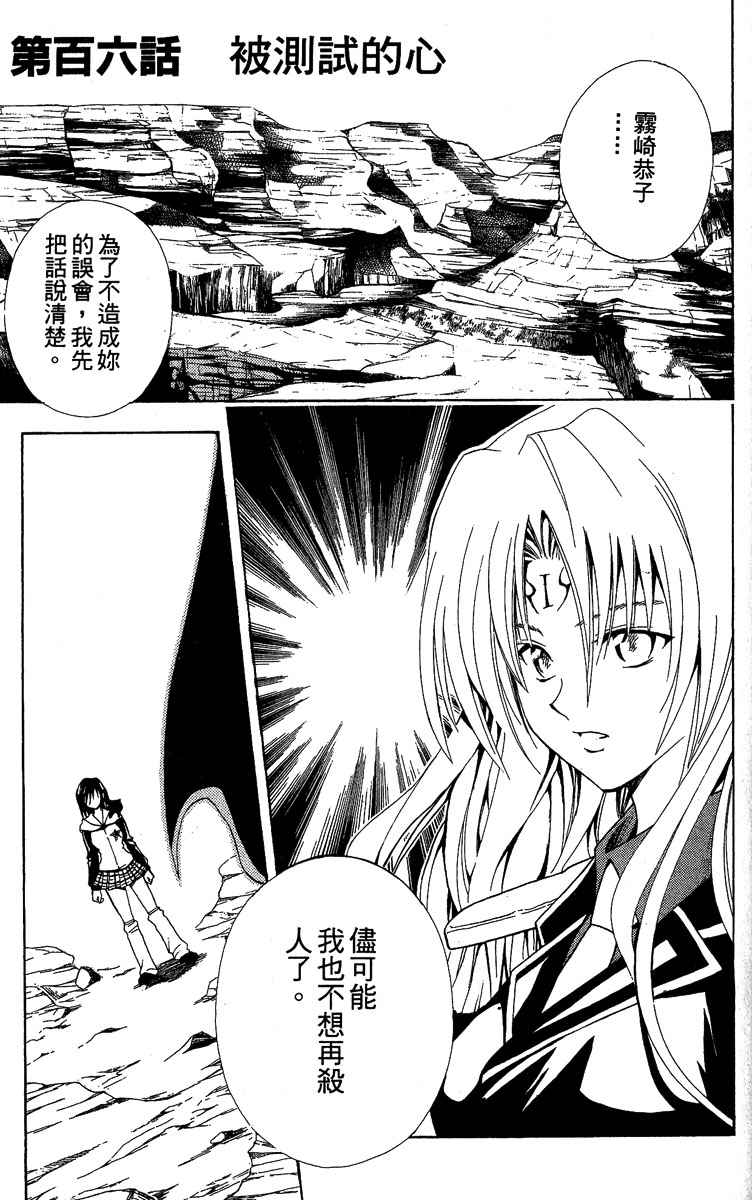 第百六話　被測試的心
霧崎恭子
……
為了不造成妳
的誤會，我先
把話說清楚。
儘可能
我也不想再殺
人了。
I